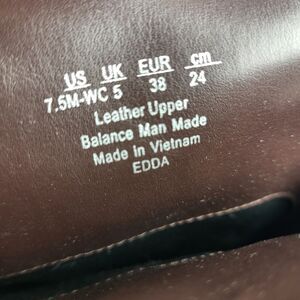 US UK EUR cm
7.5M-WC 5 38 24
Leather Upper
Balance Man Made
Made in Vietnam
EDDA